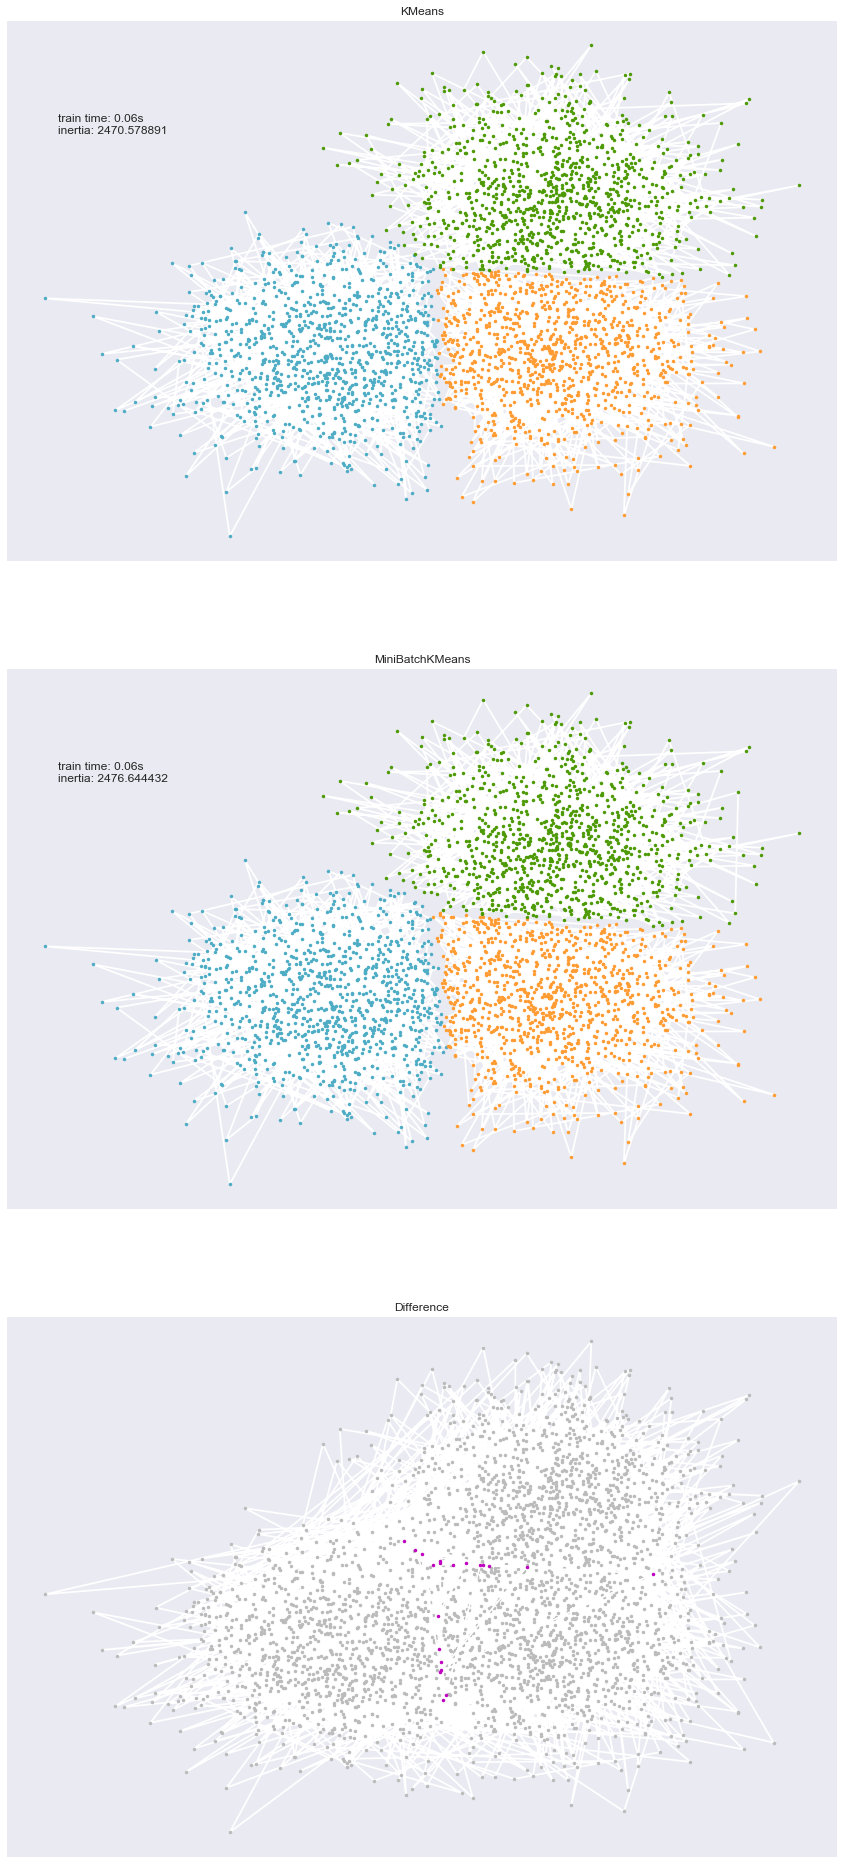 KMeans
train time: 0.06s
inertia: 2470.578891
MiniBatchKMeans
train time: 0.06s
inertia: 2476.644432
Difference